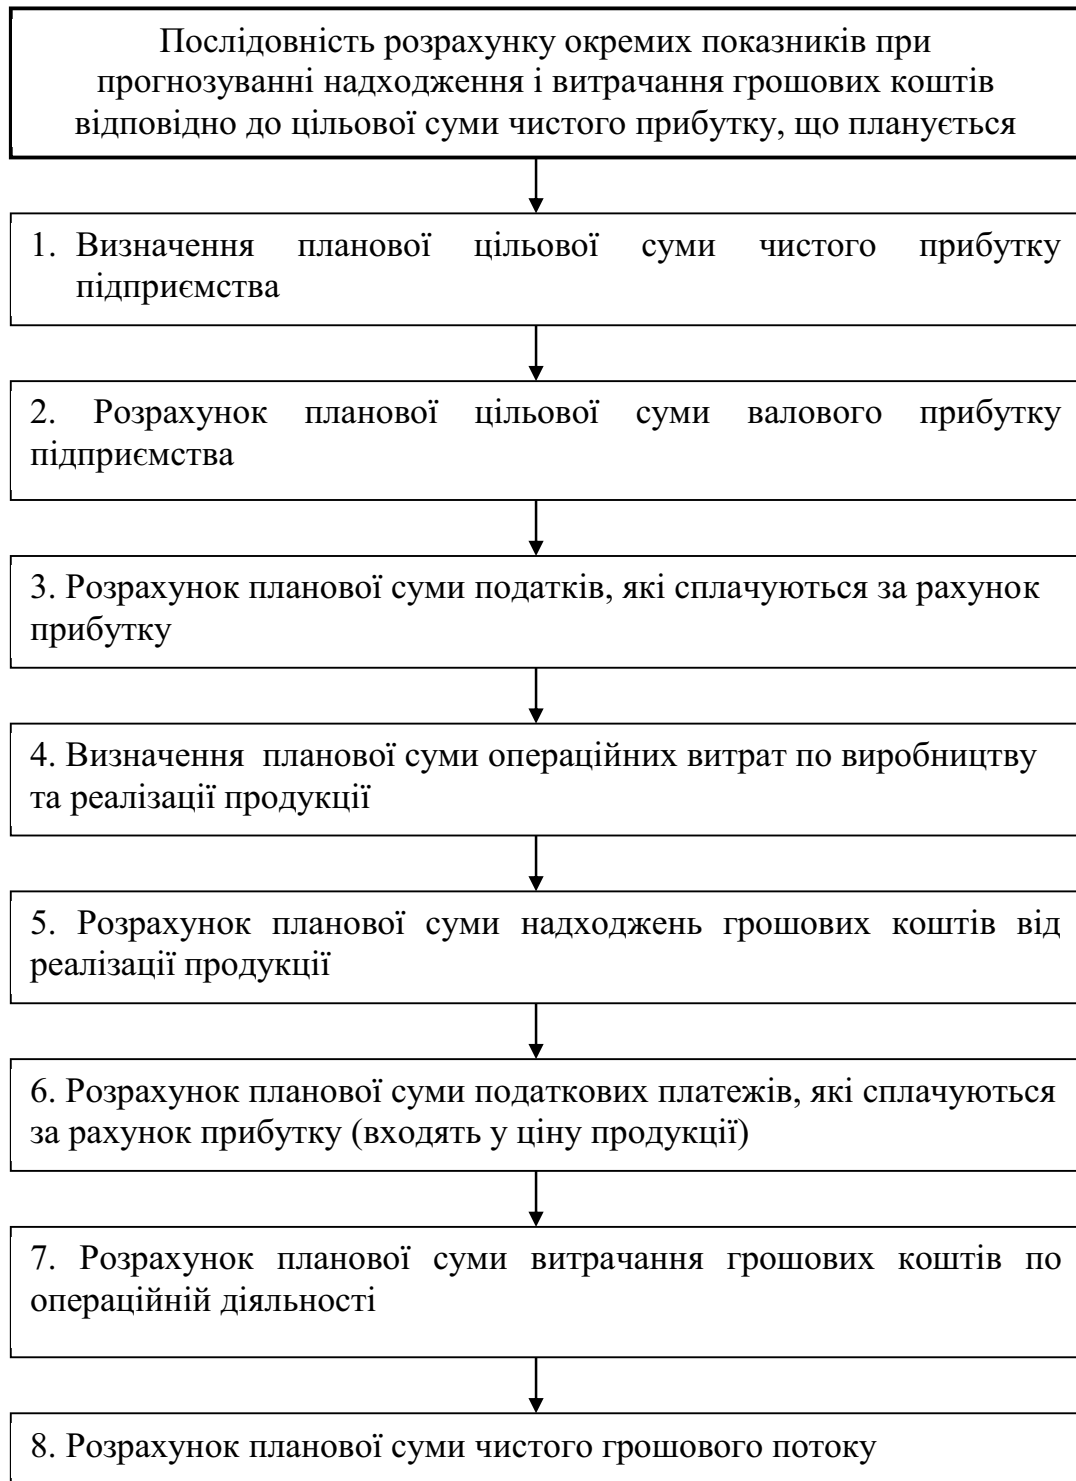 Послідовність розрахунку окремих показників при
прогнозуванні надходження і витрачання грошових коштів
відповідно до цільової суми чистого прибутку, що планується
1. Визначення планової цільової суми чистого прибутку
підприємства
2. Розрахунок планової цільової суми валового прибутку
підприємства
3. Розрахунок планової суми податків, які сплачуються за рахунок
прибутку
4. Визначення планової суми операційних витрат по виробництву
та реалізації продукції
5. Розрахунок планової суми надходжень грошових коштів від
реалізації продукції
6. Розрахунок планової суми податкових платежів, які сплачуються
за рахунок прибутку (входять у ціну продукції)
7. Розрахунок планової суми витрачання грошових коштів по
операційній діяльності
8. Розрахунок планової суми чистого грошового потоку